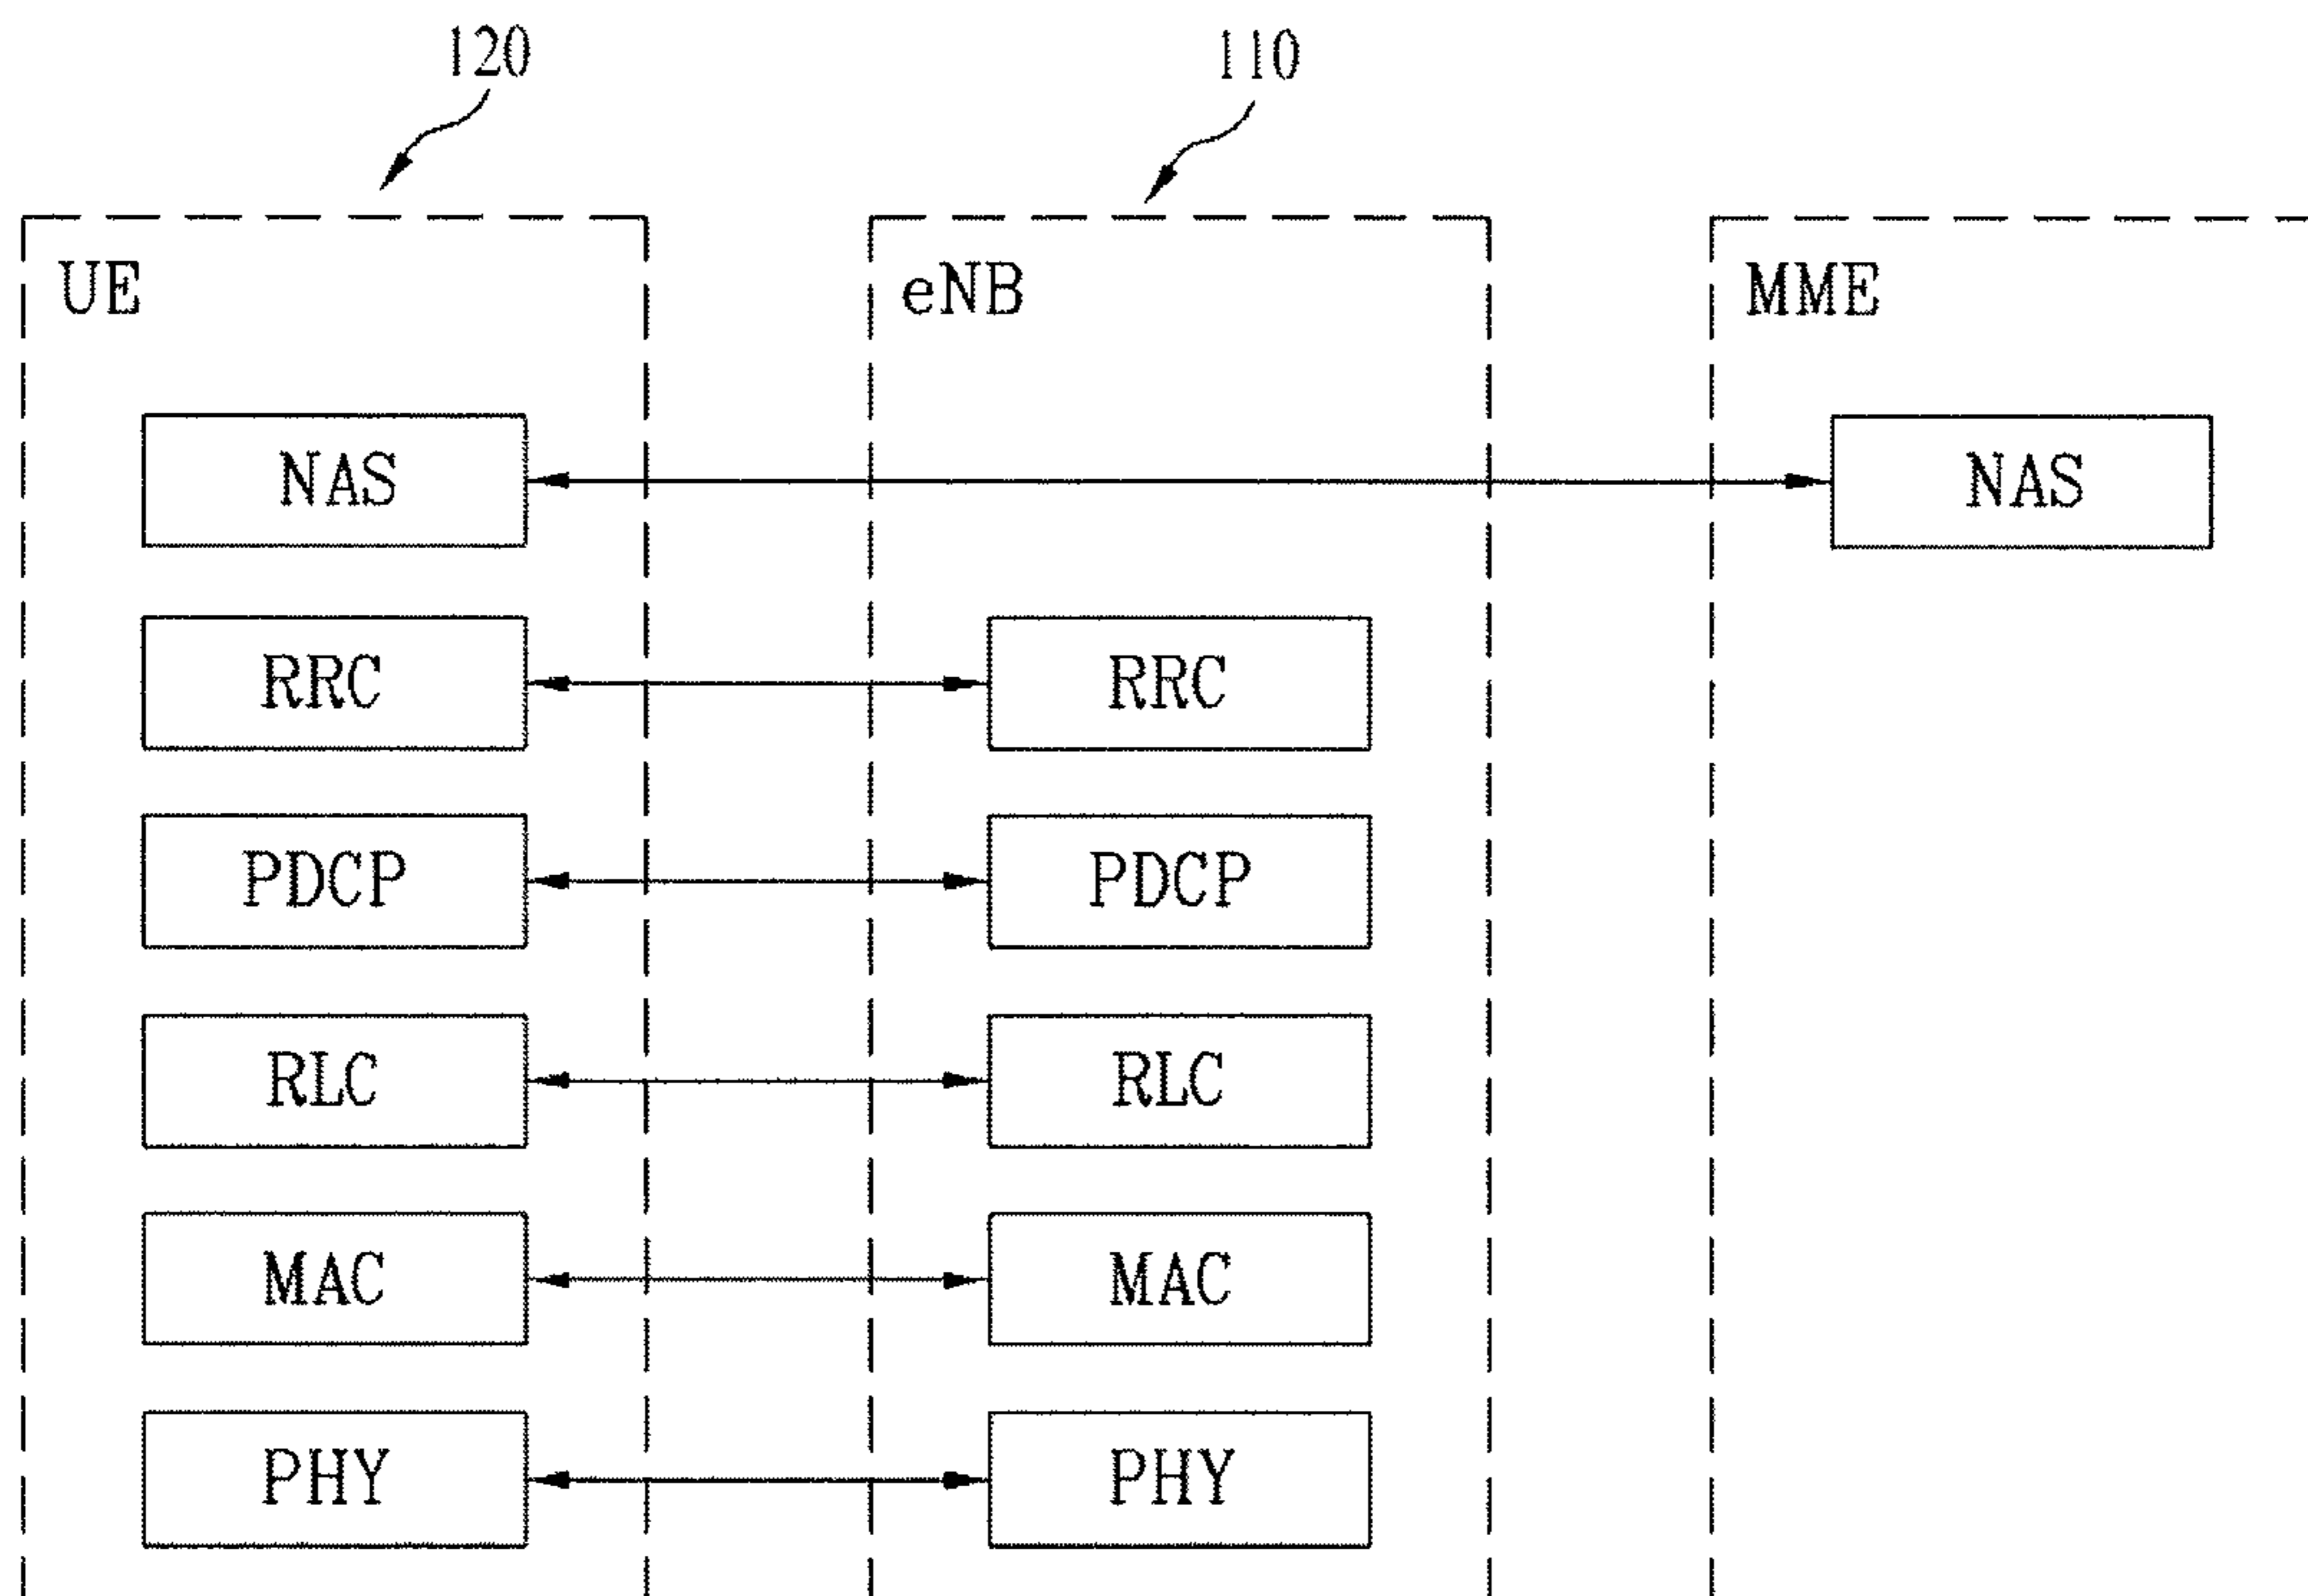 120 110
UE eNB MME
NAS NAS
RRC RRC
PDCP PDCP
RLC RLC
MAC MAC
PHY PHY